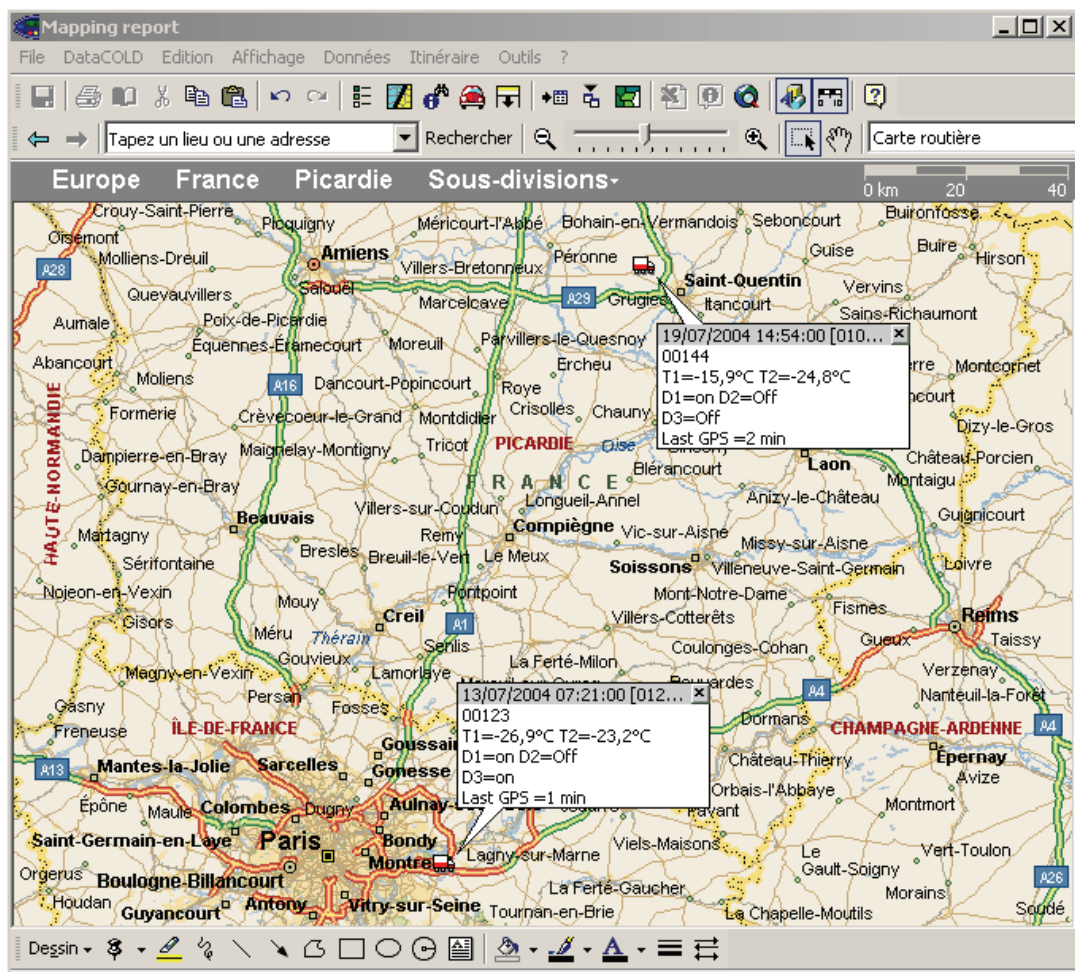 Mapping report
File DataCOLD Edition Affichage Données Itinéraire Outils ?
Tapez un lieu ou une adresse Rechercher Carte routière
Europe France Picardie Sous-divisions
0 km 20 40
Crouy-Saint-Pierre Picquigny Méricourt-l'Abbé Bohain-en-Vermandois Seboncourt Buironfosse
Oisemont
Molliens-Dreuil Amiens Péronne Guise Buire Hirson
A28 Villers-Bretonneux
Saint-Quentin Vervins
Quevauvillers Salouël Marcelcave A29 Grugies Itancourt
Aumale Poix-de-Picardie Sains-Richaumont
Équennes-Éramecourt Moreuil Parvillers-le-Quesnoy
19/07/2004 14:54:00 [010...
00144
T1=-15,9°C T2=-24,8°C
D1=on D2=Off
D3=Off
Last GPS =2 min
Abancourt Ercheu Montcornet
Moliens A16 Dancourt-Popincourt Roye
Formerie Crèvecoeur-le-Grand Montdidier Crisolles Chauny
Dizy-le-Gros
HAUTE-NORMANDIE
Dampierre-en-Bray Maignelay-Montigny Tricot PICARDIE Oise
Blérancourt Laon Château-Porcien
Gournay-en-Bray FRANCE Montaigu
Longueil-Annel Anizy-le-Château
Villers-sur-Coudun Guignicourt
Beauvais Compiègne Vic-sur-Aisne
Martagny Remy Missy-sur-Aisne
Bresles Breuil-le-Vert Le Meux
Sérifontaine Soissons Villeneuve-Saint-Germain Loivre
Nojeon-en-Vexin Mouy Pontpoint Mont-Notre-Dame
Gisors Creil A1 Villers-Cotterêts Fismes Reims
Méru Thérain Senlis Coulonges-Cohan Gueux Taissy
Gouvieux La Ferté-Milon
Magny-en-Vexin Lamorlaye Verzenay
Persan A4 Nanteuil-la-Forêt
Gasny Fosses
13/07/2004 07:21:00 [012...
00123
T1=-26,9°C T2=-23,2°C
D1=on D2=Off
D3=on
Last GPS =1 min
Freneuse ÎLE-DE-FRANCE Dormans CHAMPAGNE-ARDENNE A4
A13 Mantes-la-Jolie Sarcelles Gonesse Château-Thierry Épernay
Avize
Épône Maule Colombes Dugny Orbais-l'Abbaye Montmort
Saint-Germain-en-Laye Paris Bondy Viels-Maisons Vert-Toulon
Lagny-sur-Marne Le Gault-Soigny
Orgerus Boulogne-Billancourt A26
Houdan La Ferté-Gaucher Morains
Guyancourt Antony Vitry-sur-Seine Tournan-en-Brie La Chapelle-Moutils Soudé
Dessin